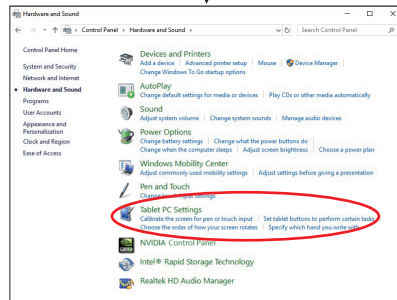 Hardware and Sound
Control Panel > Hardware and Sound >
Search Control Panel
Control Panel Home
System and Security
Network and Internet
Hardware and Sound
Programs
User Accounts
Appearance and
Personalization
Clock and Region
Ease of Access
Devices and Printers
Add a device | Advanced printer setup | Mouse | Device Manager
Change Windows To Go startup options
AutoPlay
Change default settings for media or devices | Play CDs or other media automatically
Sound
Adjust system volume | Change system sounds | Manage audio devices
Power Options
Change battery settings | Change what the power buttons do
Change when the computer sleeps | Adjust screen brightness | Choose a power plan
Windows Mobility Center
Adjust commonly used mobility settings | Adjust settings before giving a presentation
Pen and Touch
Change touch input settings
Tablet PC Settings
Calibrate the screen for pen or touch input | Set tablet buttons to perform certain tasks
Choose the order of how your screen rotates | Specify which hand you write with
NVIDIA Control Panel
Intel® Rapid Storage Technology
Realtek HD Audio Manager